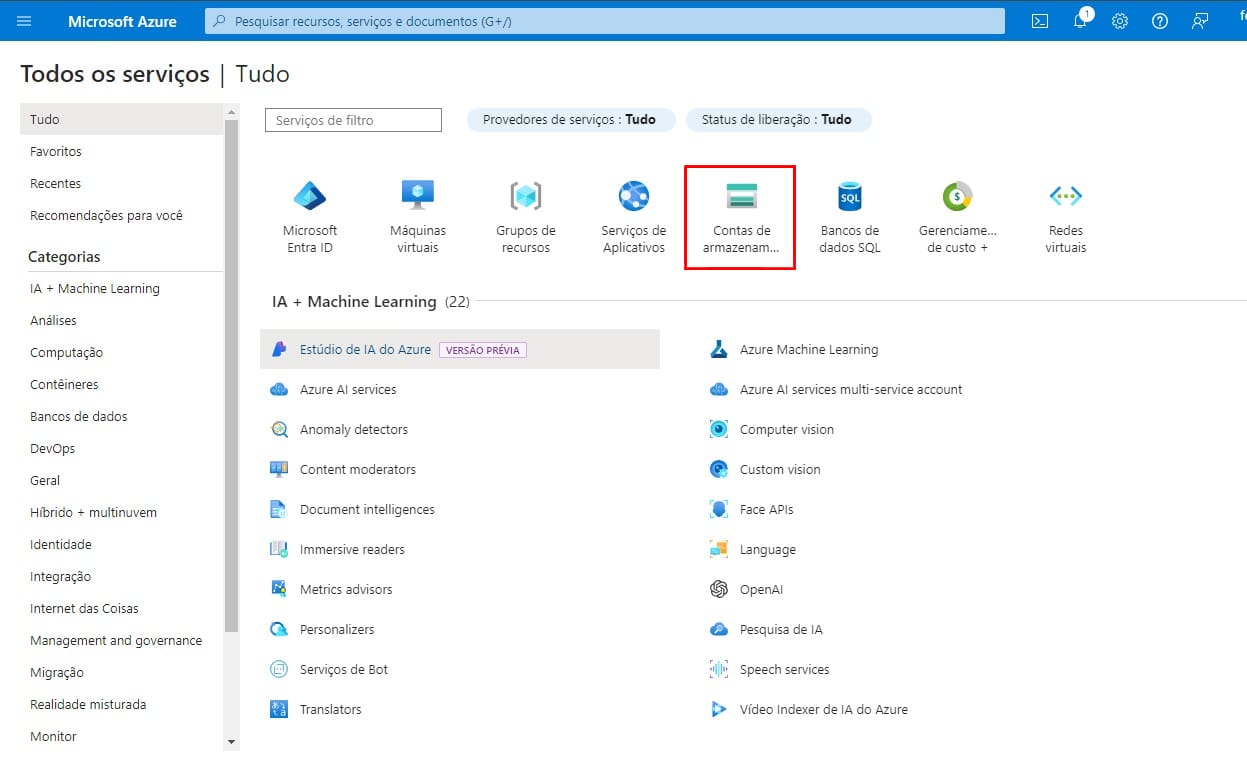 Microsoft Azure
Pesquisar recursos, serviços e documentos (G+/)
1
Todos os serviços | Tudo
Tudo
Favoritos
Recentes
Recomendações para você
Categorias
IA + Machine Learning
Análises
Computação
Contêineres
Bancos de dados
DevOps
Geral
Híbrido + multinuvem
Identidade
Integração
Internet das Coisas
Management and governance
Migração
Realidade misturada
Monitor
Serviços de filtro
Provedores de serviços : Tudo
Status de liberação : Tudo
Microsoft
Entra ID
Máquinas
virtuais
Grupos de
recursos
Serviços de
Aplicativos
Contas de
armazenam...
SQL
Bancos de
dados SQL
$
Gerenciame...
de custo +
Redes
virtuais
IA + Machine Learning (22)
Estúdio de IA do Azure VERSÃO PRÉVIA
Azure AI services
Anomaly detectors
Content moderators
Document intelligences
Immersive readers
Metrics advisors
Personalizers
Serviços de Bot
Translators
Azure Machine Learning
Azure AI services multi-service account
Computer vision
Custom vision
Face APIs
Language
OpenAI
Pesquisa de IA
Speech services
Vídeo Indexer de IA do Azure